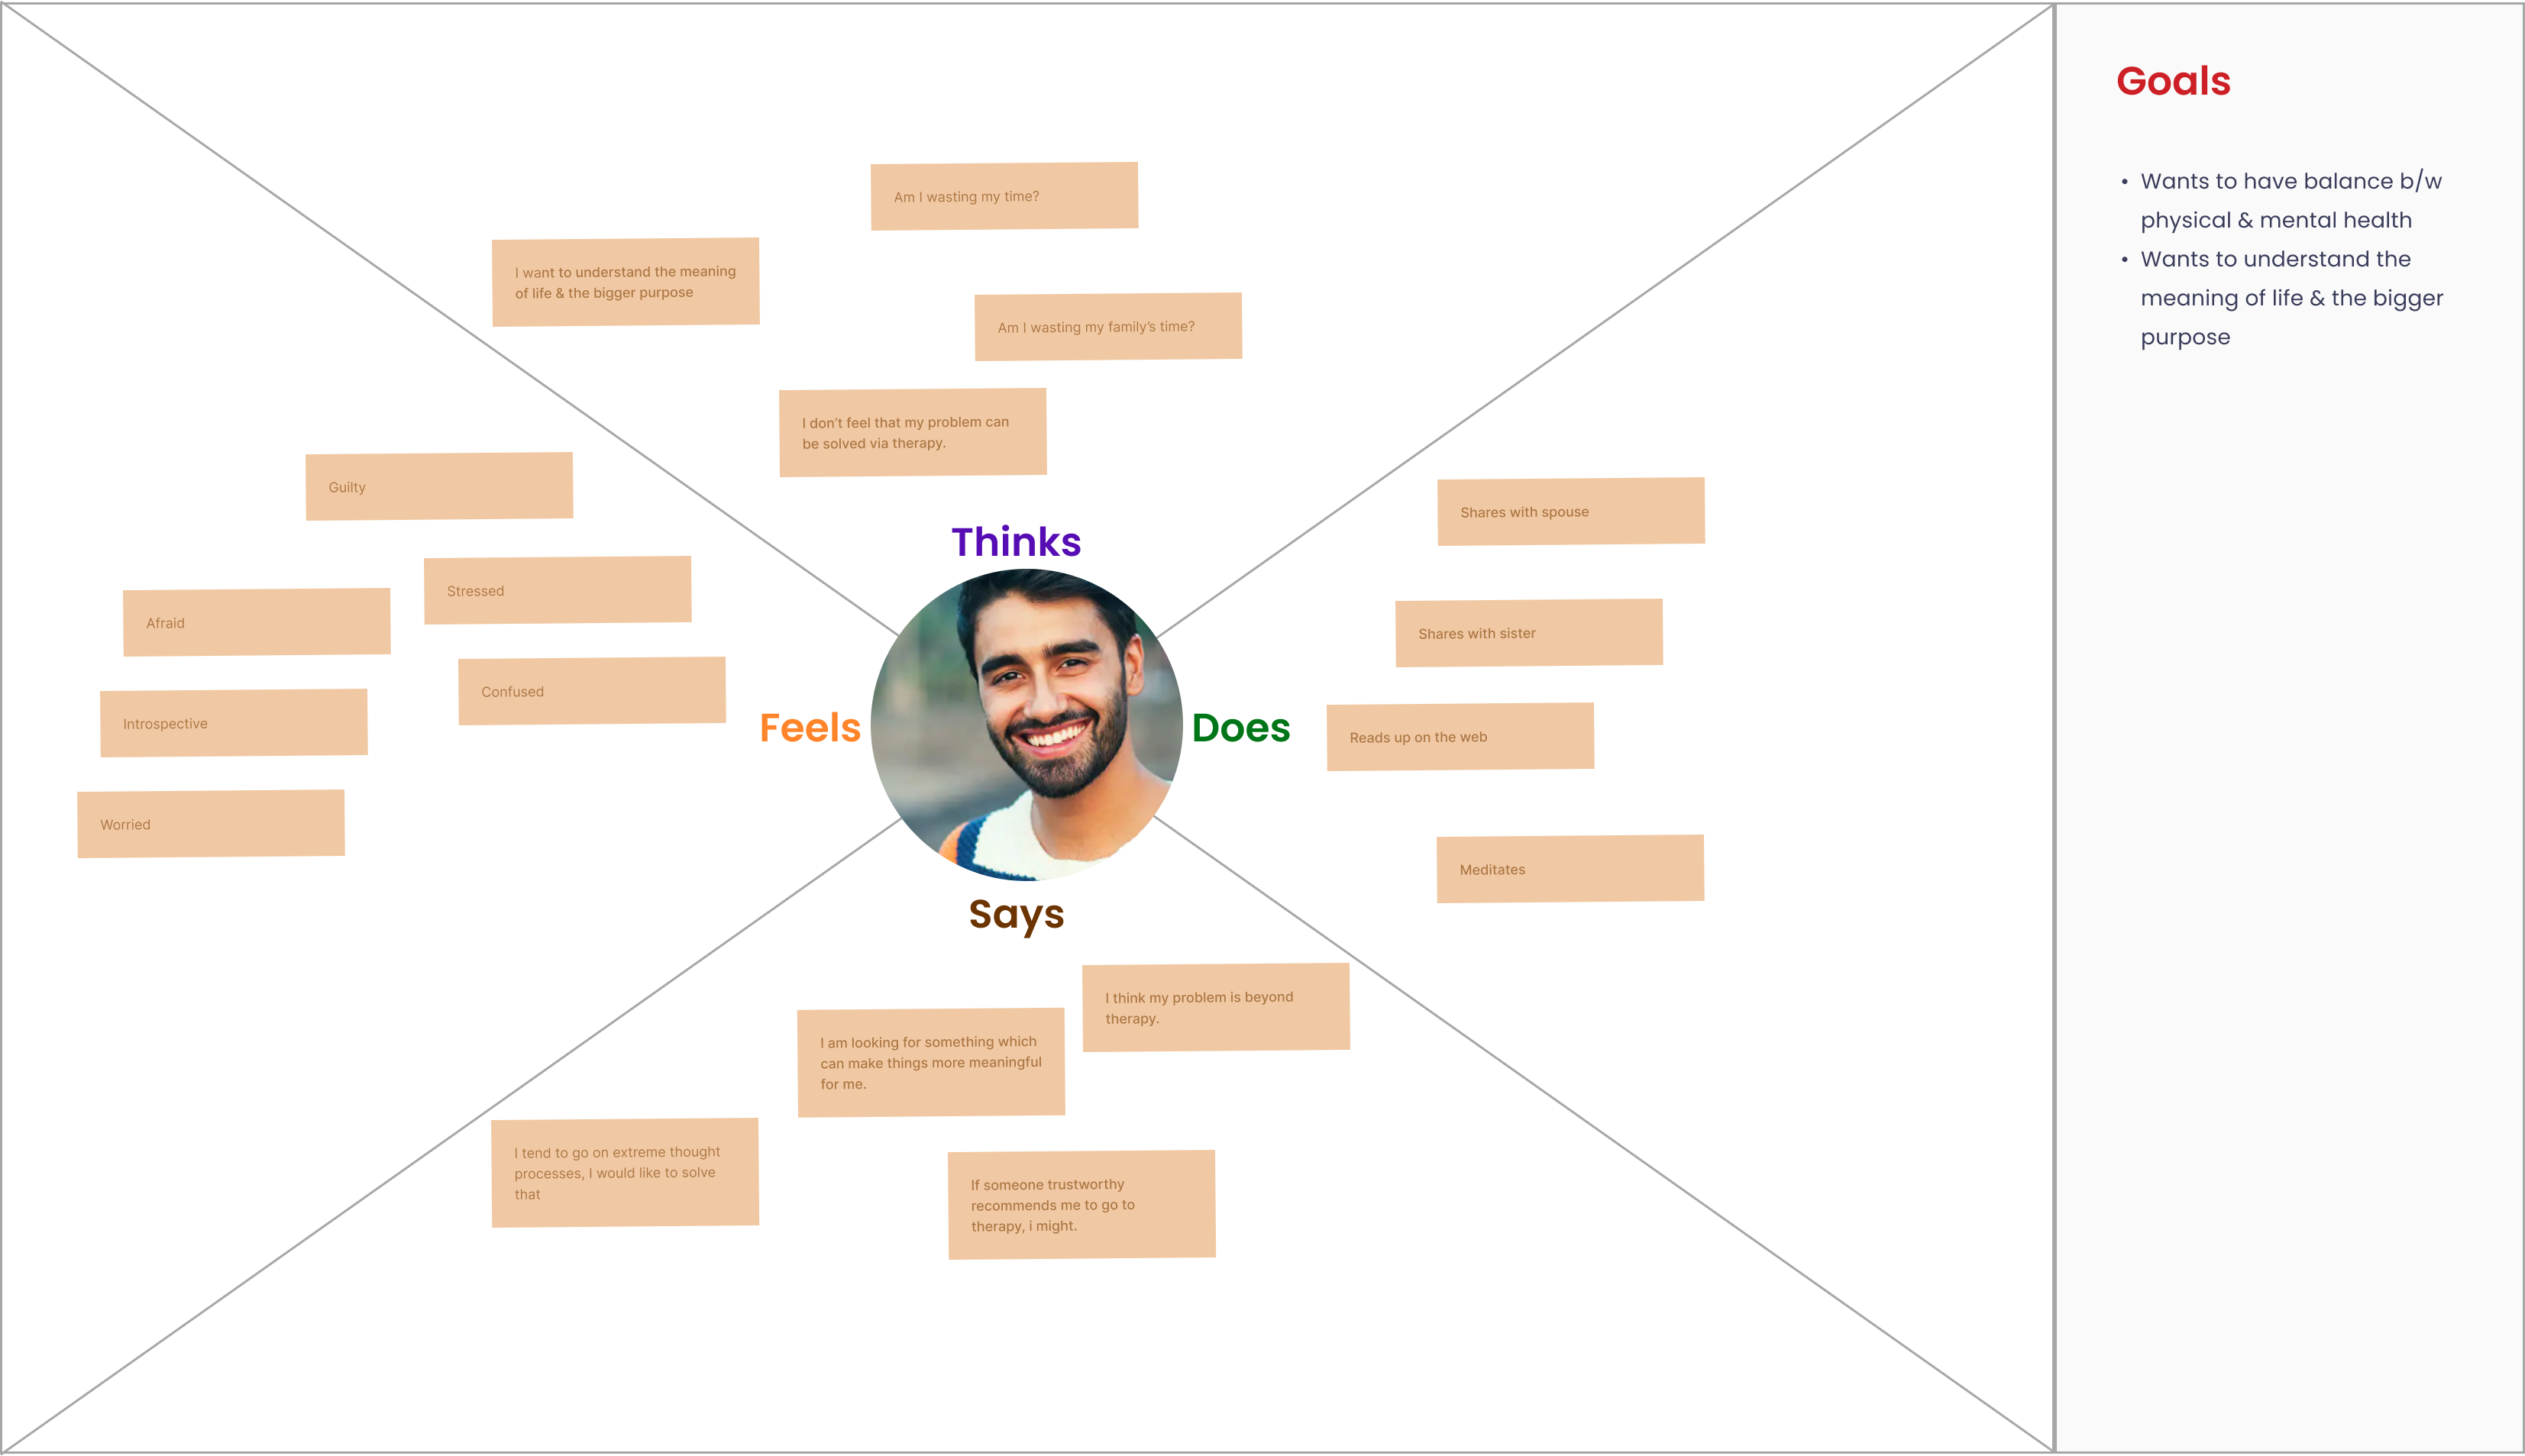 Am I wasting my time?
I want to understand the meaning
of life & the bigger purpose
Am I wasting my family's time?
I don't feel that my problem can
be solved via therapy.
Thinks
Guilty
Stressed
Afraid
Confused
Introspective
Worried
Feels
Does
Shares with spouse
Shares with sister
Reads up on the web
Meditates
Says
I think my problem is beyond
therapy.
I am looking for something which
can make things more meaningful
for me.
I tend to go on extreme thought
processes, I would like to solve
that
If someone trustworthy
recommends me to go to
therapy, i might.
Goals
• Wants to have balance b/w
physical & mental health
• Wants to understand the
meaning of life & the bigger
purpose